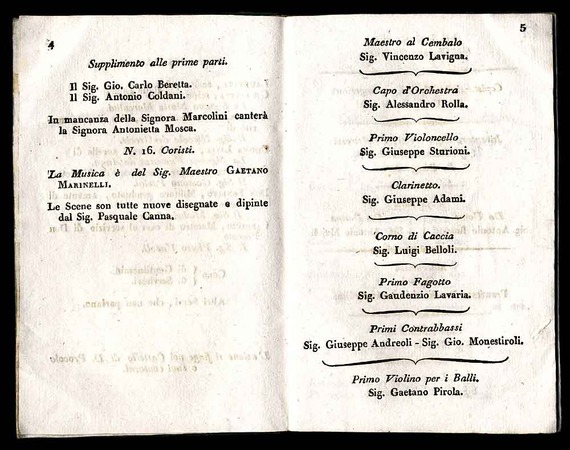 4
Supplimento alle prime parti.
Il Sig. Gio. Carlo Beretta.
Il Sig. Antonio Coldani.
In mancanza della Signora Marcolini canterà
la Signora Antonietta Mosca.
N. 16. Coristi.
La Musica è del Sig. Maestro GAETANO
MARINELLI.
Le Scene son tutte nuove disegnate e dipinte
dal Sig. Pasquale Canna.
5
Maestro al Cembalo
Sig. Vincenzo Lavigna.
Capo d'Orchestra
Sig. Alessandro Rolla.
Primo Violoncello
Sig. Giuseppe Sturioni.
Clarinetto.
Sig. Giuseppe Adami.
Corno di Caccia
Sig. Luigi Belloli.
Primo Fagotto
Sig. Gaudenzio Lavaria.
Primi Contrabbassi
Sig. Giuseppe Andreoli - Sig. Gio. Monestiroli.
Primo Violino per i Balli.
Sig. Gaetano Pirola.